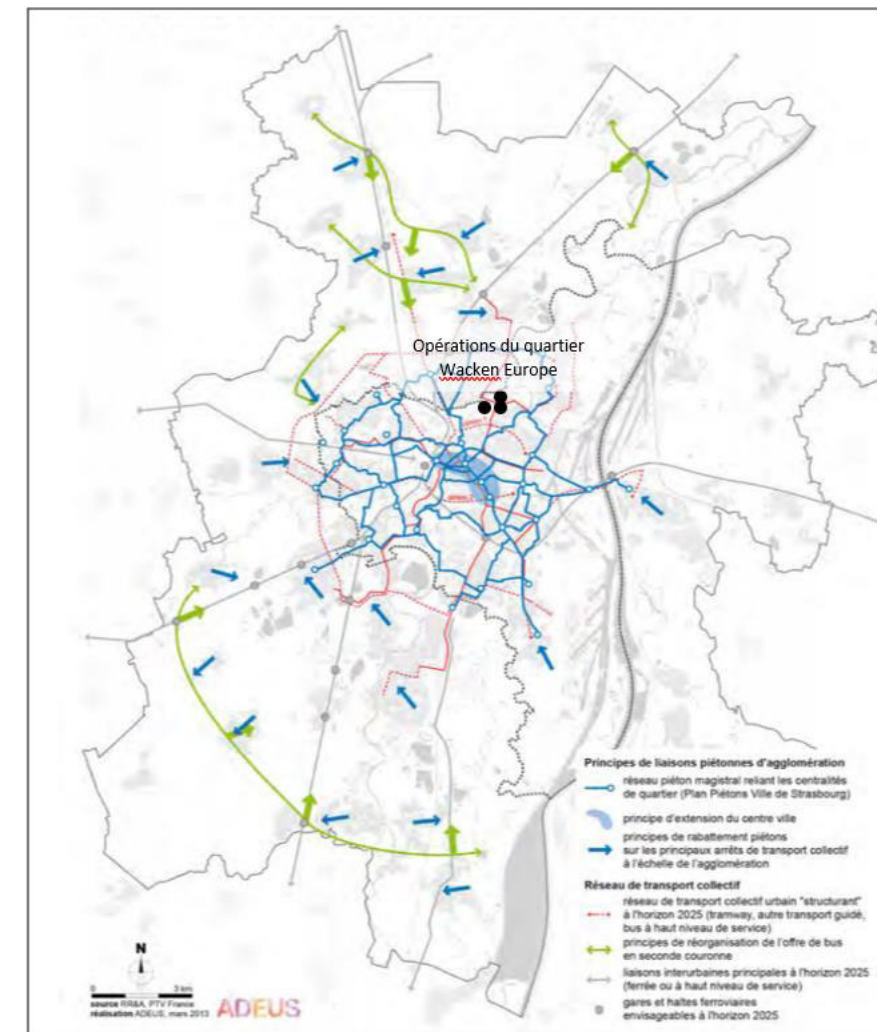 Opérations du quartier
Wacken Europe
Principes de liaisons piétonnes d'agglomération
réseau piéton magistral reliant les centralités
de quartier (Plan Piétons Ville de Strasbourg)
principe d'extension du centre ville
principes de rabattement piétons
sur les principaux arrêts de transport collectif
à l'échelle de l'agglomération
Réseau de transport collectif
réseau de transport collectif urbain "structurant"
à l'horizon 2025 (tramway, autre transport guidé,
bus à haut niveau de service)
principes de réorganisation de l'offre de bus
en seconde couronne
liaisons interurbaines principales à l'horizon 2025
(ferrée ou à haut niveau de service)
gares et haltes ferroviaires
envisageables à l'horizon 2025
N
0 3 km
source RR&A, PTV France
réalisation ADEUS, mars 2013
ADEUS